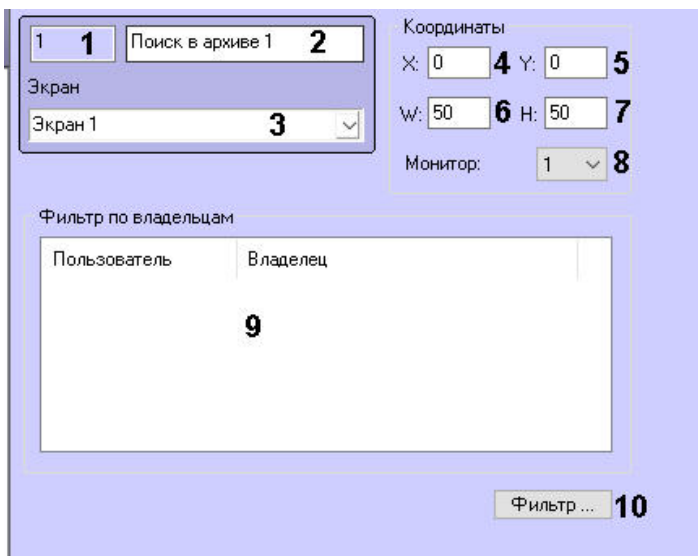 1 1 Поиск в архиве 1 2
Экран
Экран 1 3
Координаты
X: 0 4 Y: 0 5
W: 50 6 H: 50 7
Монитор: 1 8
Фильтр по владельцам
Пользователь Владелец
9
Фильтр ... 10